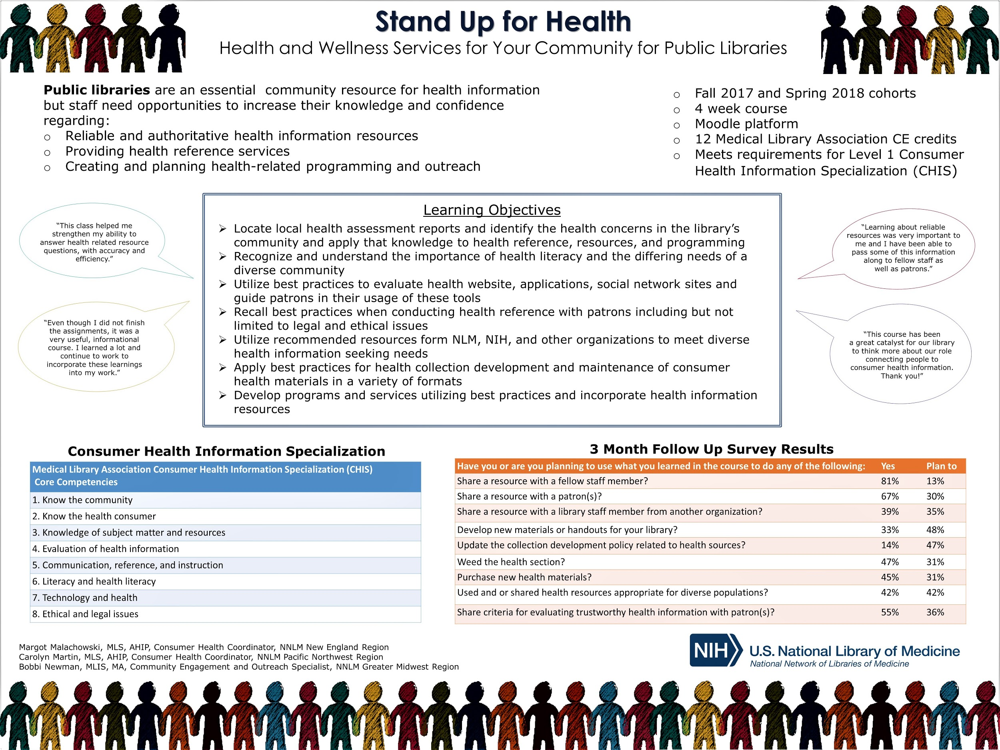 Stand Up for Health
Health and Wellness Services for Your Community for Public Libraries
Public libraries are an essential community resource for health information
but staff need opportunities to increase their knowledge and confidence
regarding:
o Reliable and authoritative health information resources
o Providing health reference services
o Creating and planning health-related programming and outreach
o Fall 2017 and Spring 2018 cohorts
o 4 week course
o Moodle platform
o 12 Medical Library Association CE credits
o Meets requirements for Level 1 Consumer
Health Information Specialization (CHIS)
“This class helped me
strengthen my ability to
answer health related resource
questions, with accuracy and
efficiency.”
“Even though I did not finish
the assignments, it was a
very useful, informational
course. I learned a lot and
continue to work to
incorporate these learnings
into my work.”
Learning Objectives
➢ Locate local health assessment reports and identify the health concerns in the library’s
community and apply that knowledge to health reference, resources, and programming
➢ Recognize and understand the importance of health literacy and the differing needs of a
diverse community
➢ Utilize best practices to evaluate health website, applications, social network sites and
guide patrons in their usage of these tools
➢ Recall best practices when conducting health reference with patrons including but not
limited to legal and ethical issues
➢ Utilize recommended resources form NLM, NIH, and other organizations to meet diverse
health information seeking needs
➢ Apply best practices for health collection development and maintenance of consumer
health materials in a variety of formats
➢ Develop programs and services utilizing best practices and incorporate health information
resources
“Learning about reliable
resources was very important to
me and I have been able to
pass some of this information
along to fellow staff as
well as patrons.”
“This course has been
a great catalyst for our library
to think more about our role
connecting people to
consumer health information.
Thank you!”
Consumer Health Information Specialization
Medical Library Association Consumer Health Information Specialization (CHIS)
Core Competencies
1. Know the community
2. Know the health consumer
3. Knowledge of subject matter and resources
4. Evaluation of health information
5. Communication, reference, and instruction
6. Literacy and health literacy
7. Technology and health
8. Ethical and legal issues
3 Month Follow Up Survey Results
Have you or are you planning to use what you learned in the course to do any of the following: Yes Plan to
Share a resource with a fellow staff member? 81% 13%
Share a resource with a patron(s)? 67% 30%
Share a resource with a library staff member from another organization? 39% 35%
Develop new materials or handouts for your library? 33% 48%
Update the collection development policy related to health sources? 14% 47%
Weed the health section? 47% 31%
Purchase new health materials? 45% 31%
Used and or shared health resources appropriate for diverse populations? 42% 42%
Share criteria for evaluating trustworthy health information with patron(s)? 55% 36%
Margot Malachowski, MLS, AHIP, Consumer Health Coordinator, NNLM New England Region
Carolyn Martin, MLS, AHIP, Consumer Health Coordinator, NNLM Pacific Northwest Region
Bobbi Newman, MLIS, MA, Community Engagement and Outreach Specialist, NNLM Greater Midwest Region
NIH U.S. National Library of Medicine
National Network of Libraries of Medicine